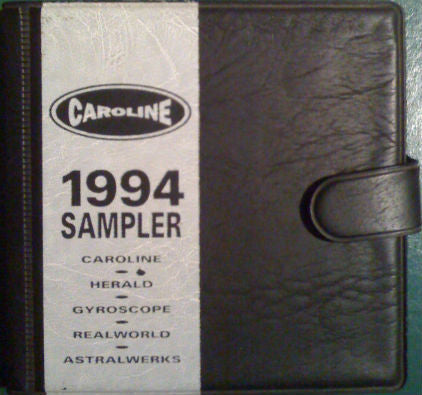 CAROLINE
1994
SAMPLER
CAROLINE
HERALD
GYROSCOPE
REALWORLD
ASTRALWERKS